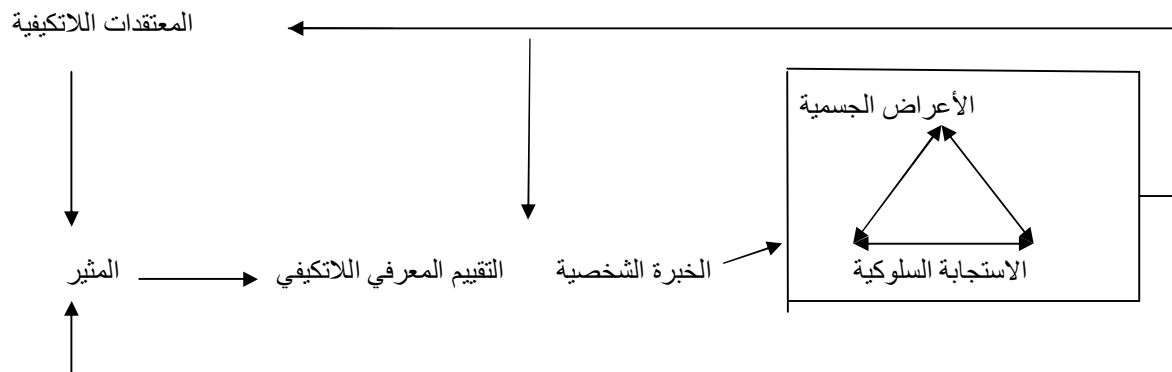 المعتقدات اللاتكيفية
الأعراض الجسمية
المثير
التقييم المعرفي اللاتكيفي
الخبرة الشخصية
الاستجابة السلوكية